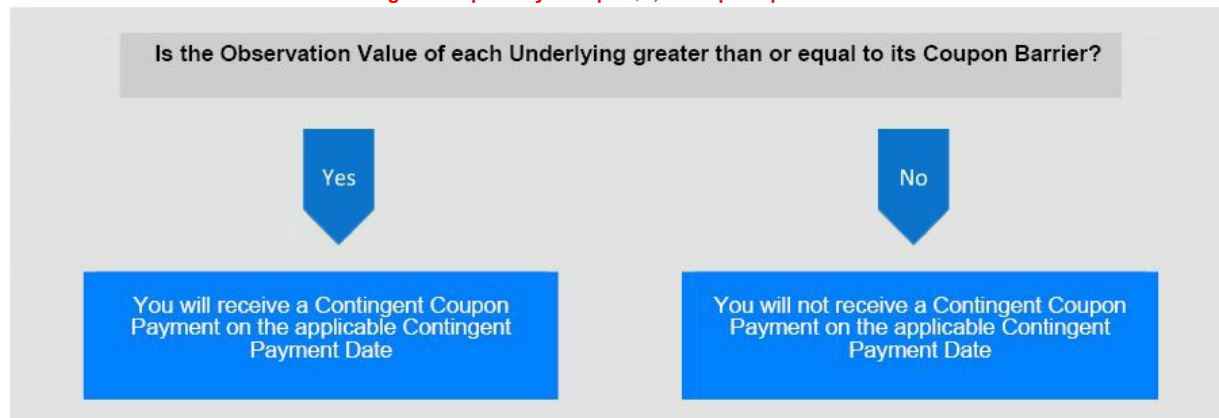 Is the Observation Value of each Underlying greater than or equal to its Coupon Barrier?
Yes
No
You will receive a Contingent Coupon
Payment on the applicable Contingent
Payment Date
You will not receive a Contingent Coupon
Payment on the applicable Contingent
Payment Date